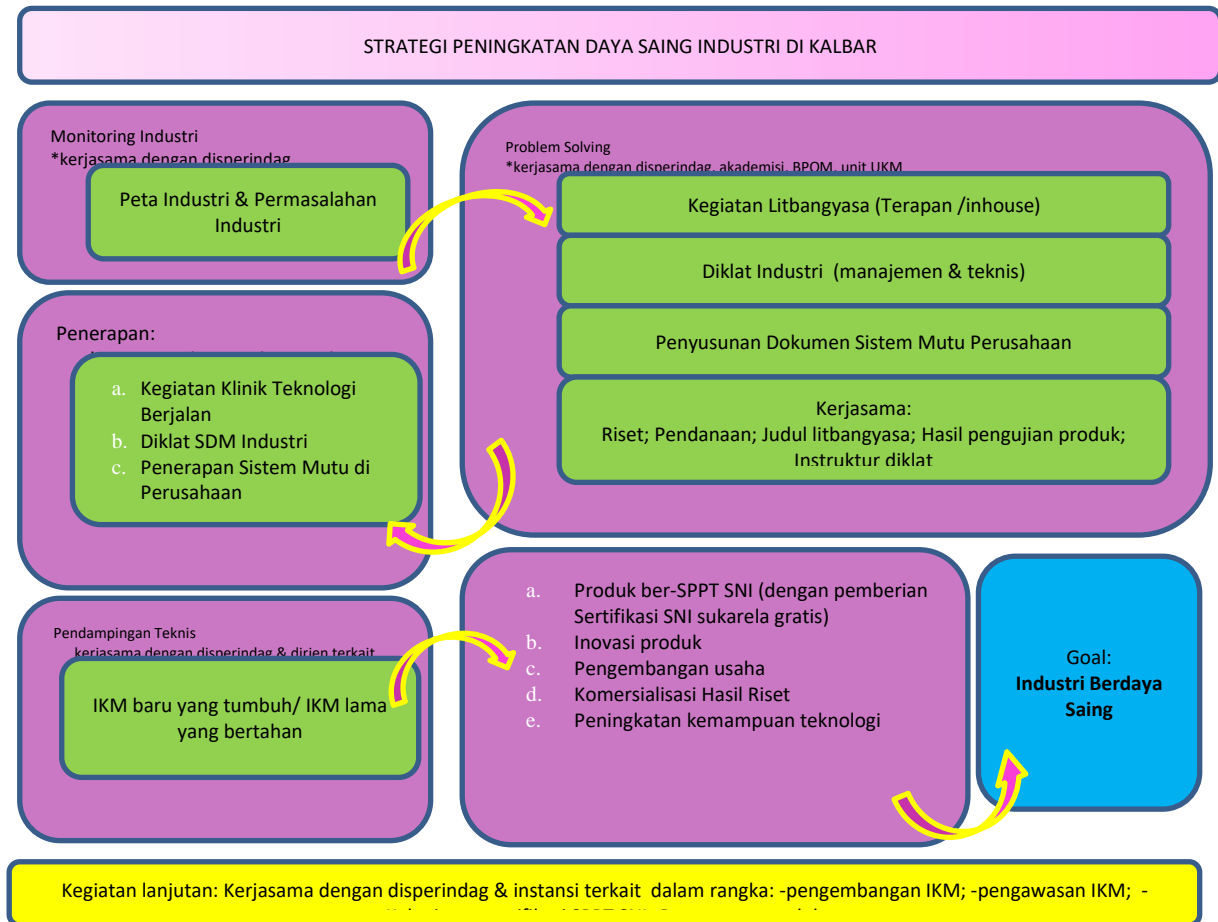 STRATEGI PENINGKATAN DAYA SAING INDUSTRI DI KALBAR
Monitoring Industri
*kerjasama dengan disperindag
Peta Industri & Permasalahan
Industri
Problem Solving
*kerjasama dengan disperindag, akademisi, BPOM, unit UKM
Kegiatan Litbangyasa (Terapan /inhouse)
Diklat Industri (manajemen & teknis)
Penyusunan Dokumen Sistem Mutu Perusahaan
Kerjasama:
Riset; Pendanaan; Judul litbangyasa; Hasil pengujian produk;
Instruktur diklat
Penerapan:
a. Kegiatan Klinik Teknologi
Berjalan
b. Diklat SDM Industri
c. Penerapan Sistem Mutu di
Perusahaan
Pendampingan Teknis
kerjasama dengan disperindag & dirjen terkait
IKM baru yang tumbuh/ IKM lama
yang bertahan
a. Produk ber-SPPT SNI (dengan pemberian
Sertifikasi SNI sukarela gratis)
b. Inovasi produk
c. Pengembangan usaha
d. Komersialisasi Hasil Riset
e. Peningkatan kemampuan teknologi
Goal:
Industri Berdaya
Saing
Kegiatan lanjutan: Kerjasama dengan disperindag & instansi terkait dalam rangka: -pengembangan IKM; -pengawasan IKM; -